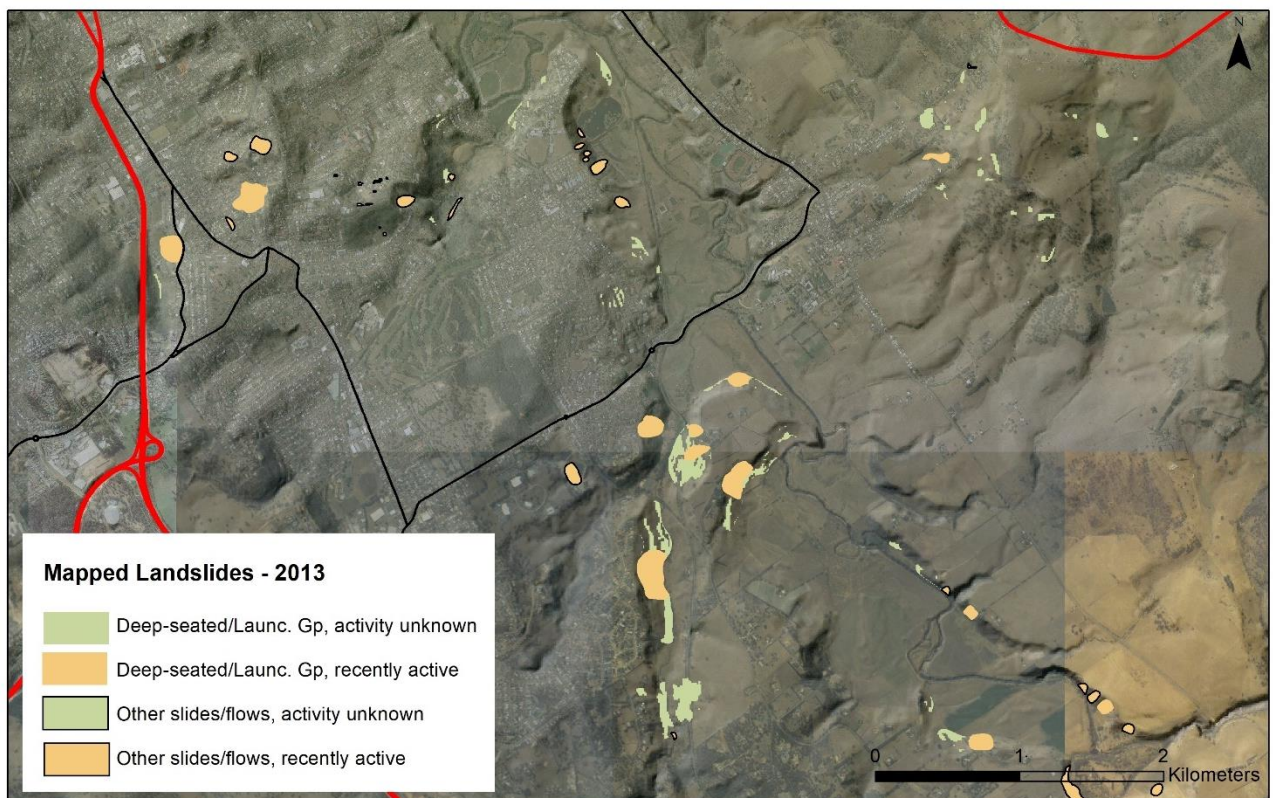 N
Mapped Landslides - 2013
Deep-seated/Launc. Gp, activity unknown
Deep-seated/Launc. Gp, recently active
Other slides/flows, activity unknown
Other slides/flows, recently active
0 1 2
Kilometers